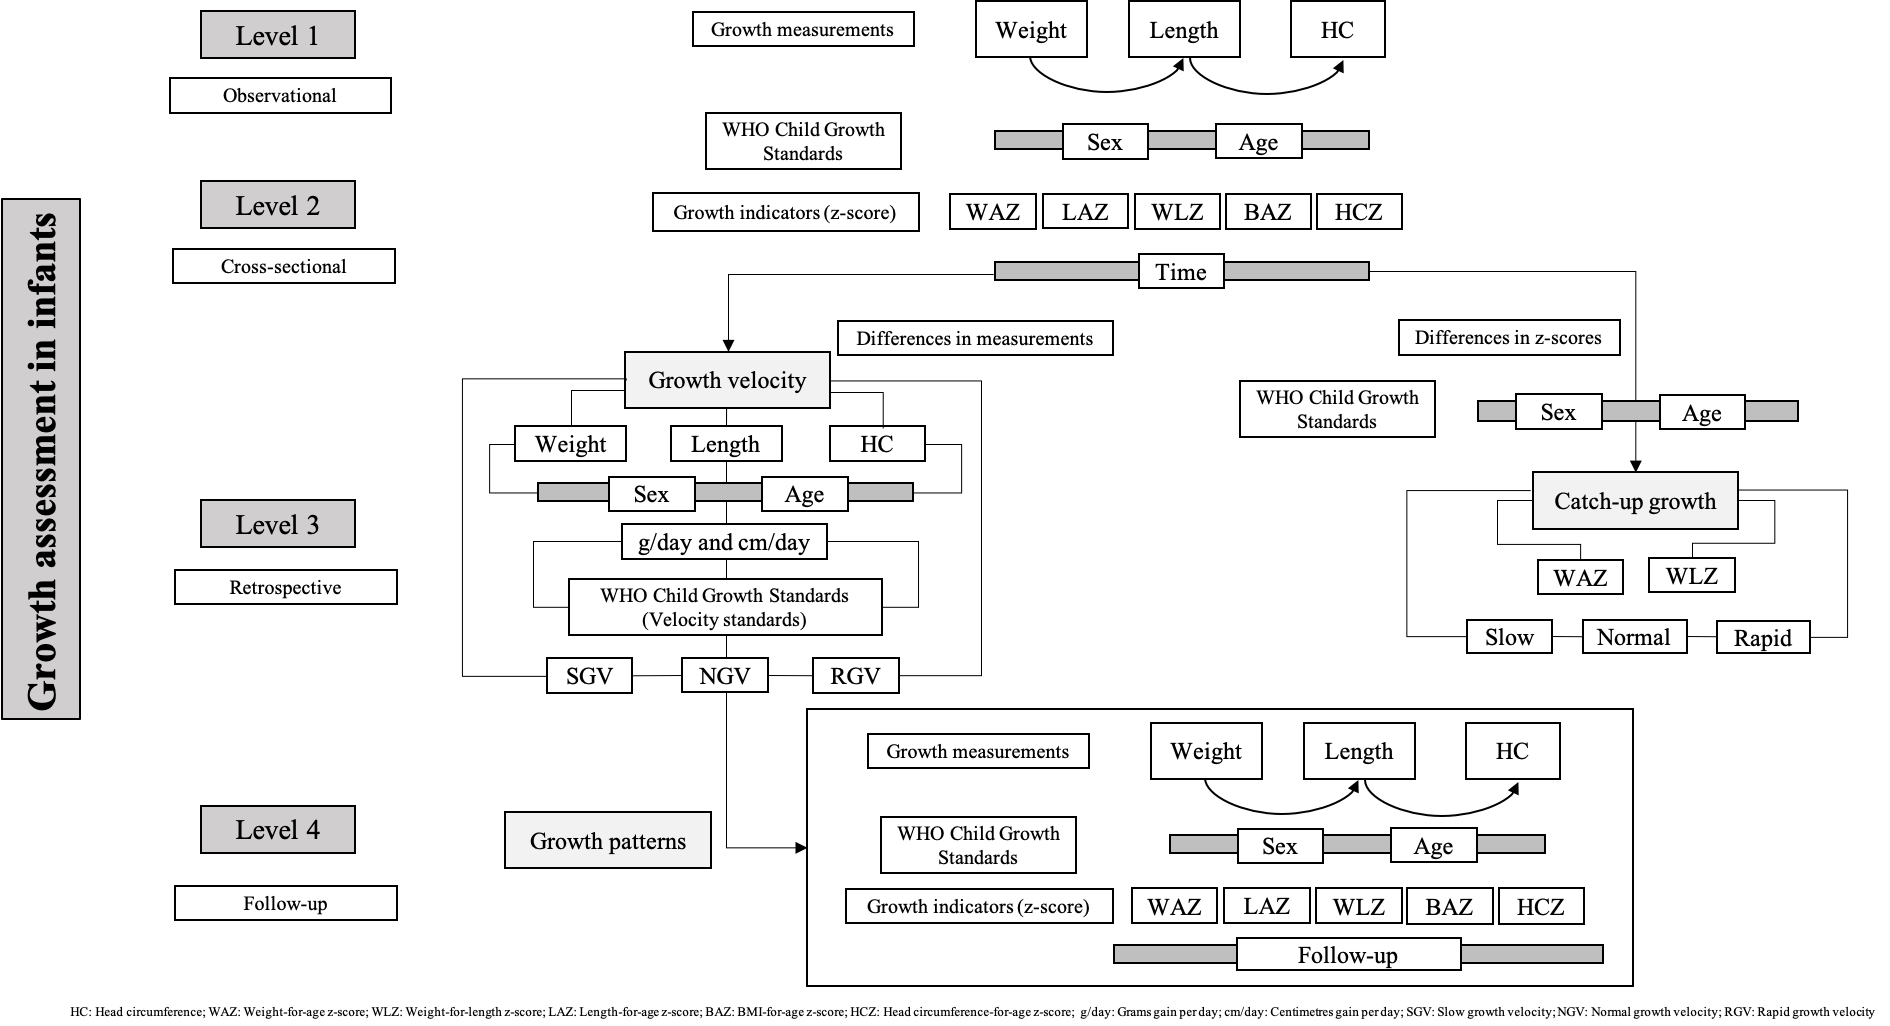 Growth assessment in infants
Level 1
Observational
Growth measurements
Weight
Length
HC
WHO Child Growth
Standards
Sex
Age
Level 2
Cross-sectional
Growth indicators (z-score)
WAZ
LAZ
WLZ
BAZ
HCZ
Time
Differences in measurements
Differences in z-scores
Growth velocity
Weight
Length
HC
Sex
Age
g/day and cm/day
WHO Child Growth Standards
(Velocity standards)
SGV
NGV
RGV
WHO Child Growth
Standards
Sex
Age
Catch-up growth
WAZ
WLZ
Slow
Normal
Rapid
Level 3
Retrospective
Level 4
Follow-up
Growth patterns
Growth measurements
Weight
Length
HC
WHO Child Growth
Standards
Sex
Age
Growth indicators (z-score)
WAZ
LAZ
WLZ
BAZ
HCZ
Follow-up
HC: Head circumference; WAZ: Weight-for-age z-score; WLZ: Weight-for-length z-score; LAZ: Length-for-age z-score; BAZ: BMI-for-age z-score; HCZ: Head circumference-for-age z-score; g/day: Grams gain per day; cm/day: Centimetres gain per day; SGV: Slow growth velocity; NGV: Normal growth velocity; RGV: Rapid growth velocity